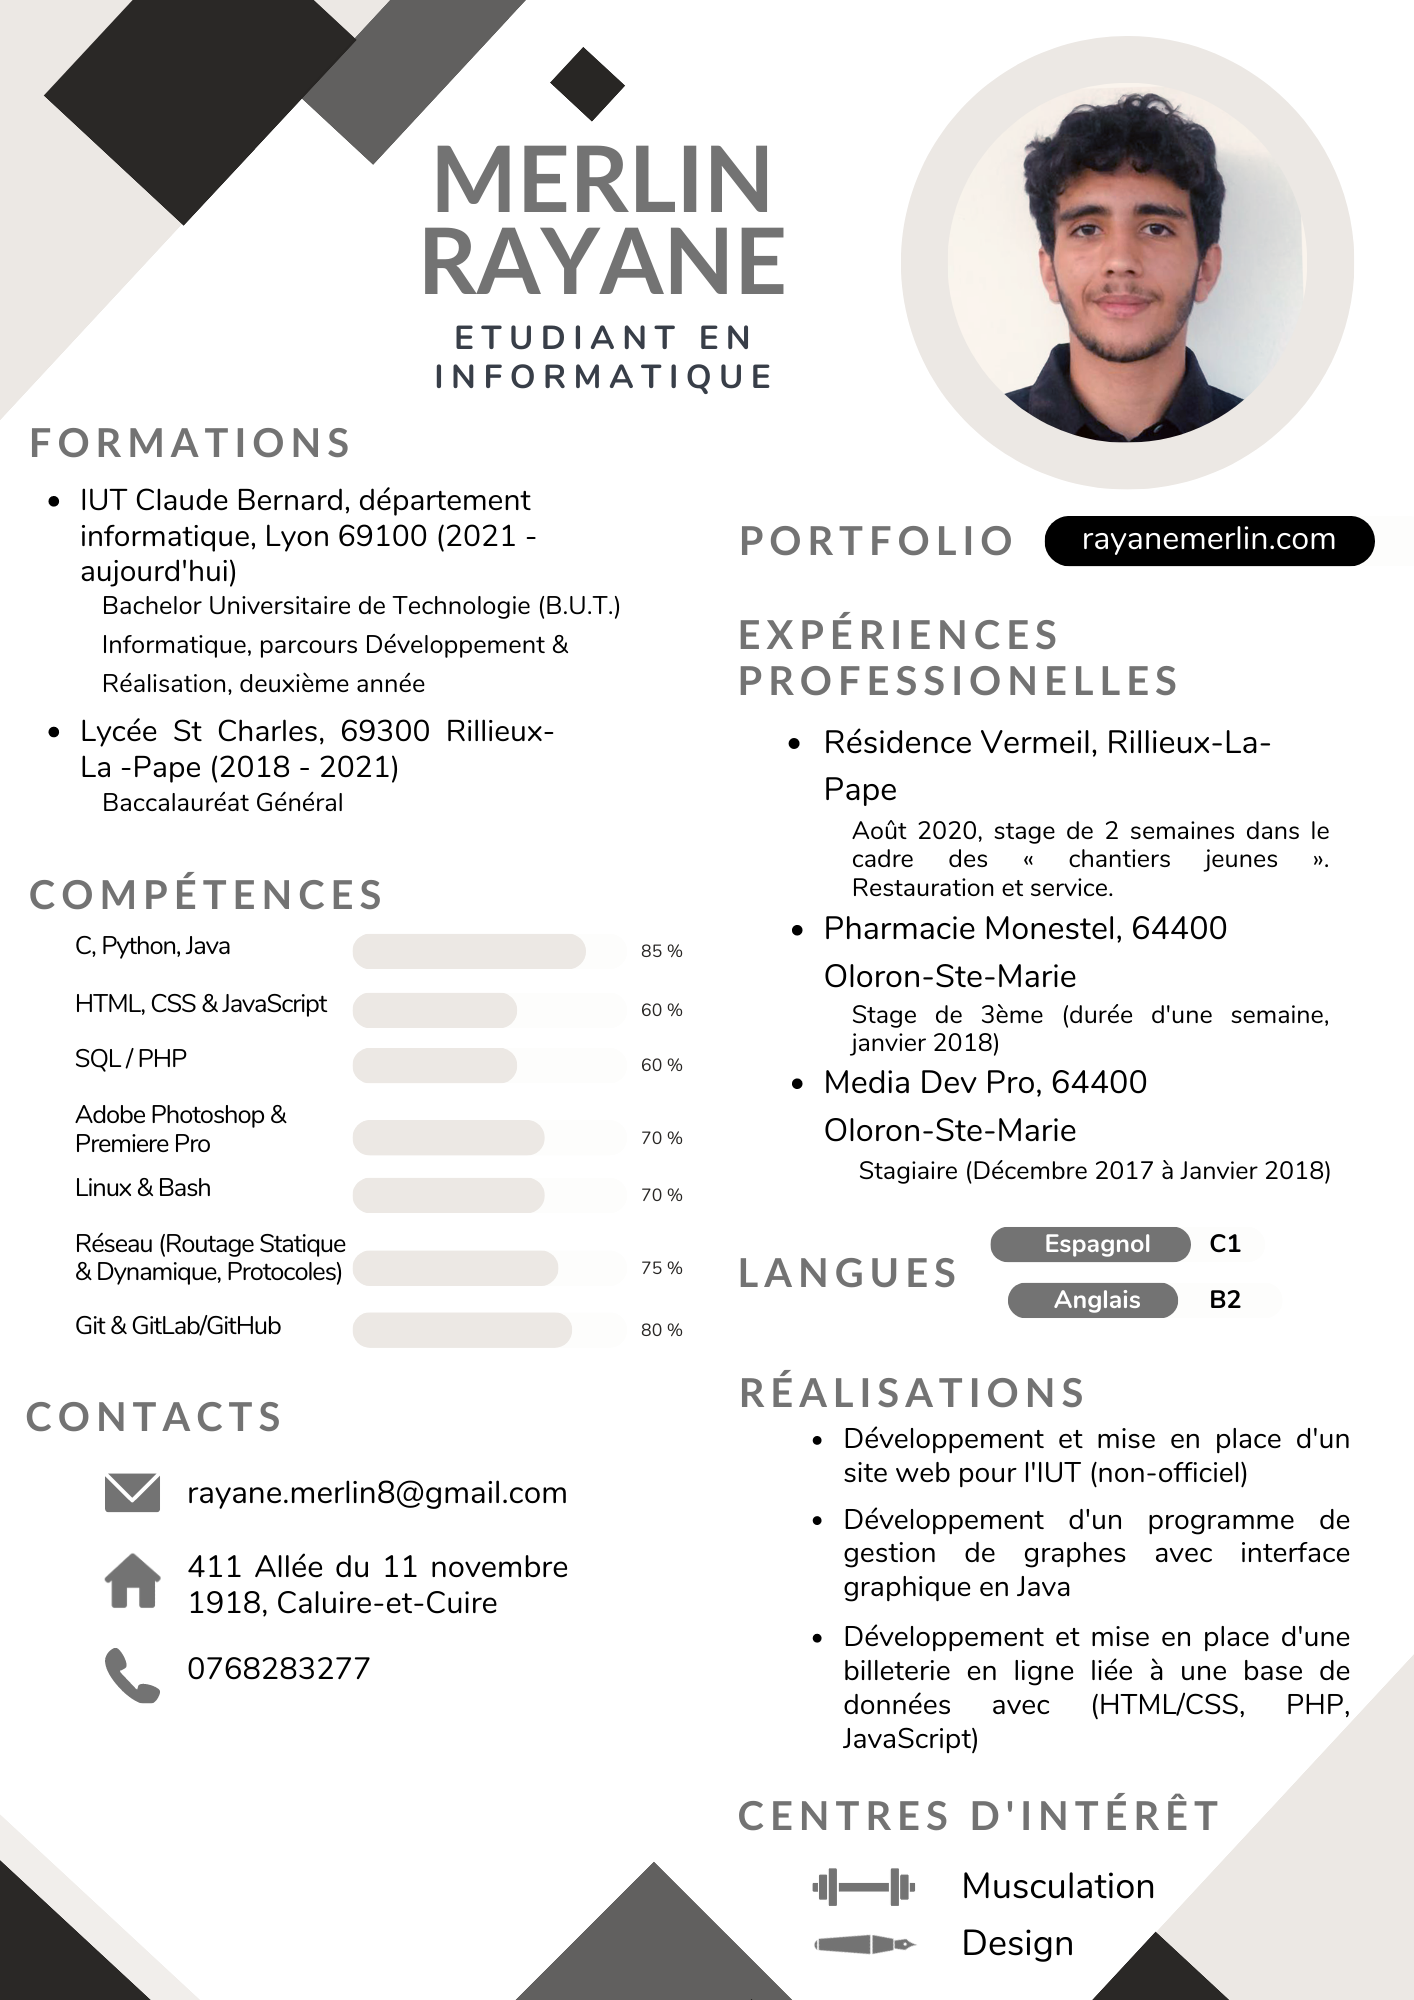 MERLIN
RAYANE
ETUDIANT EN
INFORMATIQUE
FORMATIONS
IUT Claude Bernard, département
informatique, Lyon 69100 (2021 -
aujourd'hui)
Bachelor Universitaire de Technologie (B.U.T.)
Informatique, parcours Développement &
Réalisation, deuxième année
Lycée St Charles, 69300 Rillieux-
La -Pape (2018 - 2021)
Baccalauréat Général
COMPÉTENCES
C, Python, Java 85 %
HTML, CSS & JavaScript 60 %
SQL / PHP 60 %
Adobe Photoshop &
Premiere Pro 70 %
Linux & Bash 70 %
Réseau (Routage Statique
& Dynamique, Protocoles) 75 %
Git & GitLab/GitHub 80 %
CONTACTS
rayane.merlin8@gmail.com
411 Allée du 11 novembre
1918, Caluire-et-Cuire
0768283277
PORTFOLIO rayanemerlin.com
EXPÉRIENCES
PROFESSIONELLES
Résidence Vermeil, Rillieux-La-
Pape
Août 2020, stage de 2 semaines dans le
cadre des « chantiers jeunes ».
Restauration et service.
Pharmacie Monestel, 64400
Oloron-Ste-Marie
Stage de 3ème (durée d'une semaine,
janvier 2018)
Media Dev Pro, 64400
Oloron-Ste-Marie
Stagiaire (Décembre 2017 à Janvier 2018)
LANGUES
Espagnol C1
Anglais B2
RÉALISATIONS
Développement et mise en place d'un
site web pour l'IUT (non-officiel)
Développement d'un programme de
gestion de graphes avec interface
graphique en Java
Développement et mise en place d'une
billeterie en ligne liée à une base de
données avec (HTML/CSS, PHP,
JavaScript)
CENTRES D'INTÉRÊT
Musculation
Design